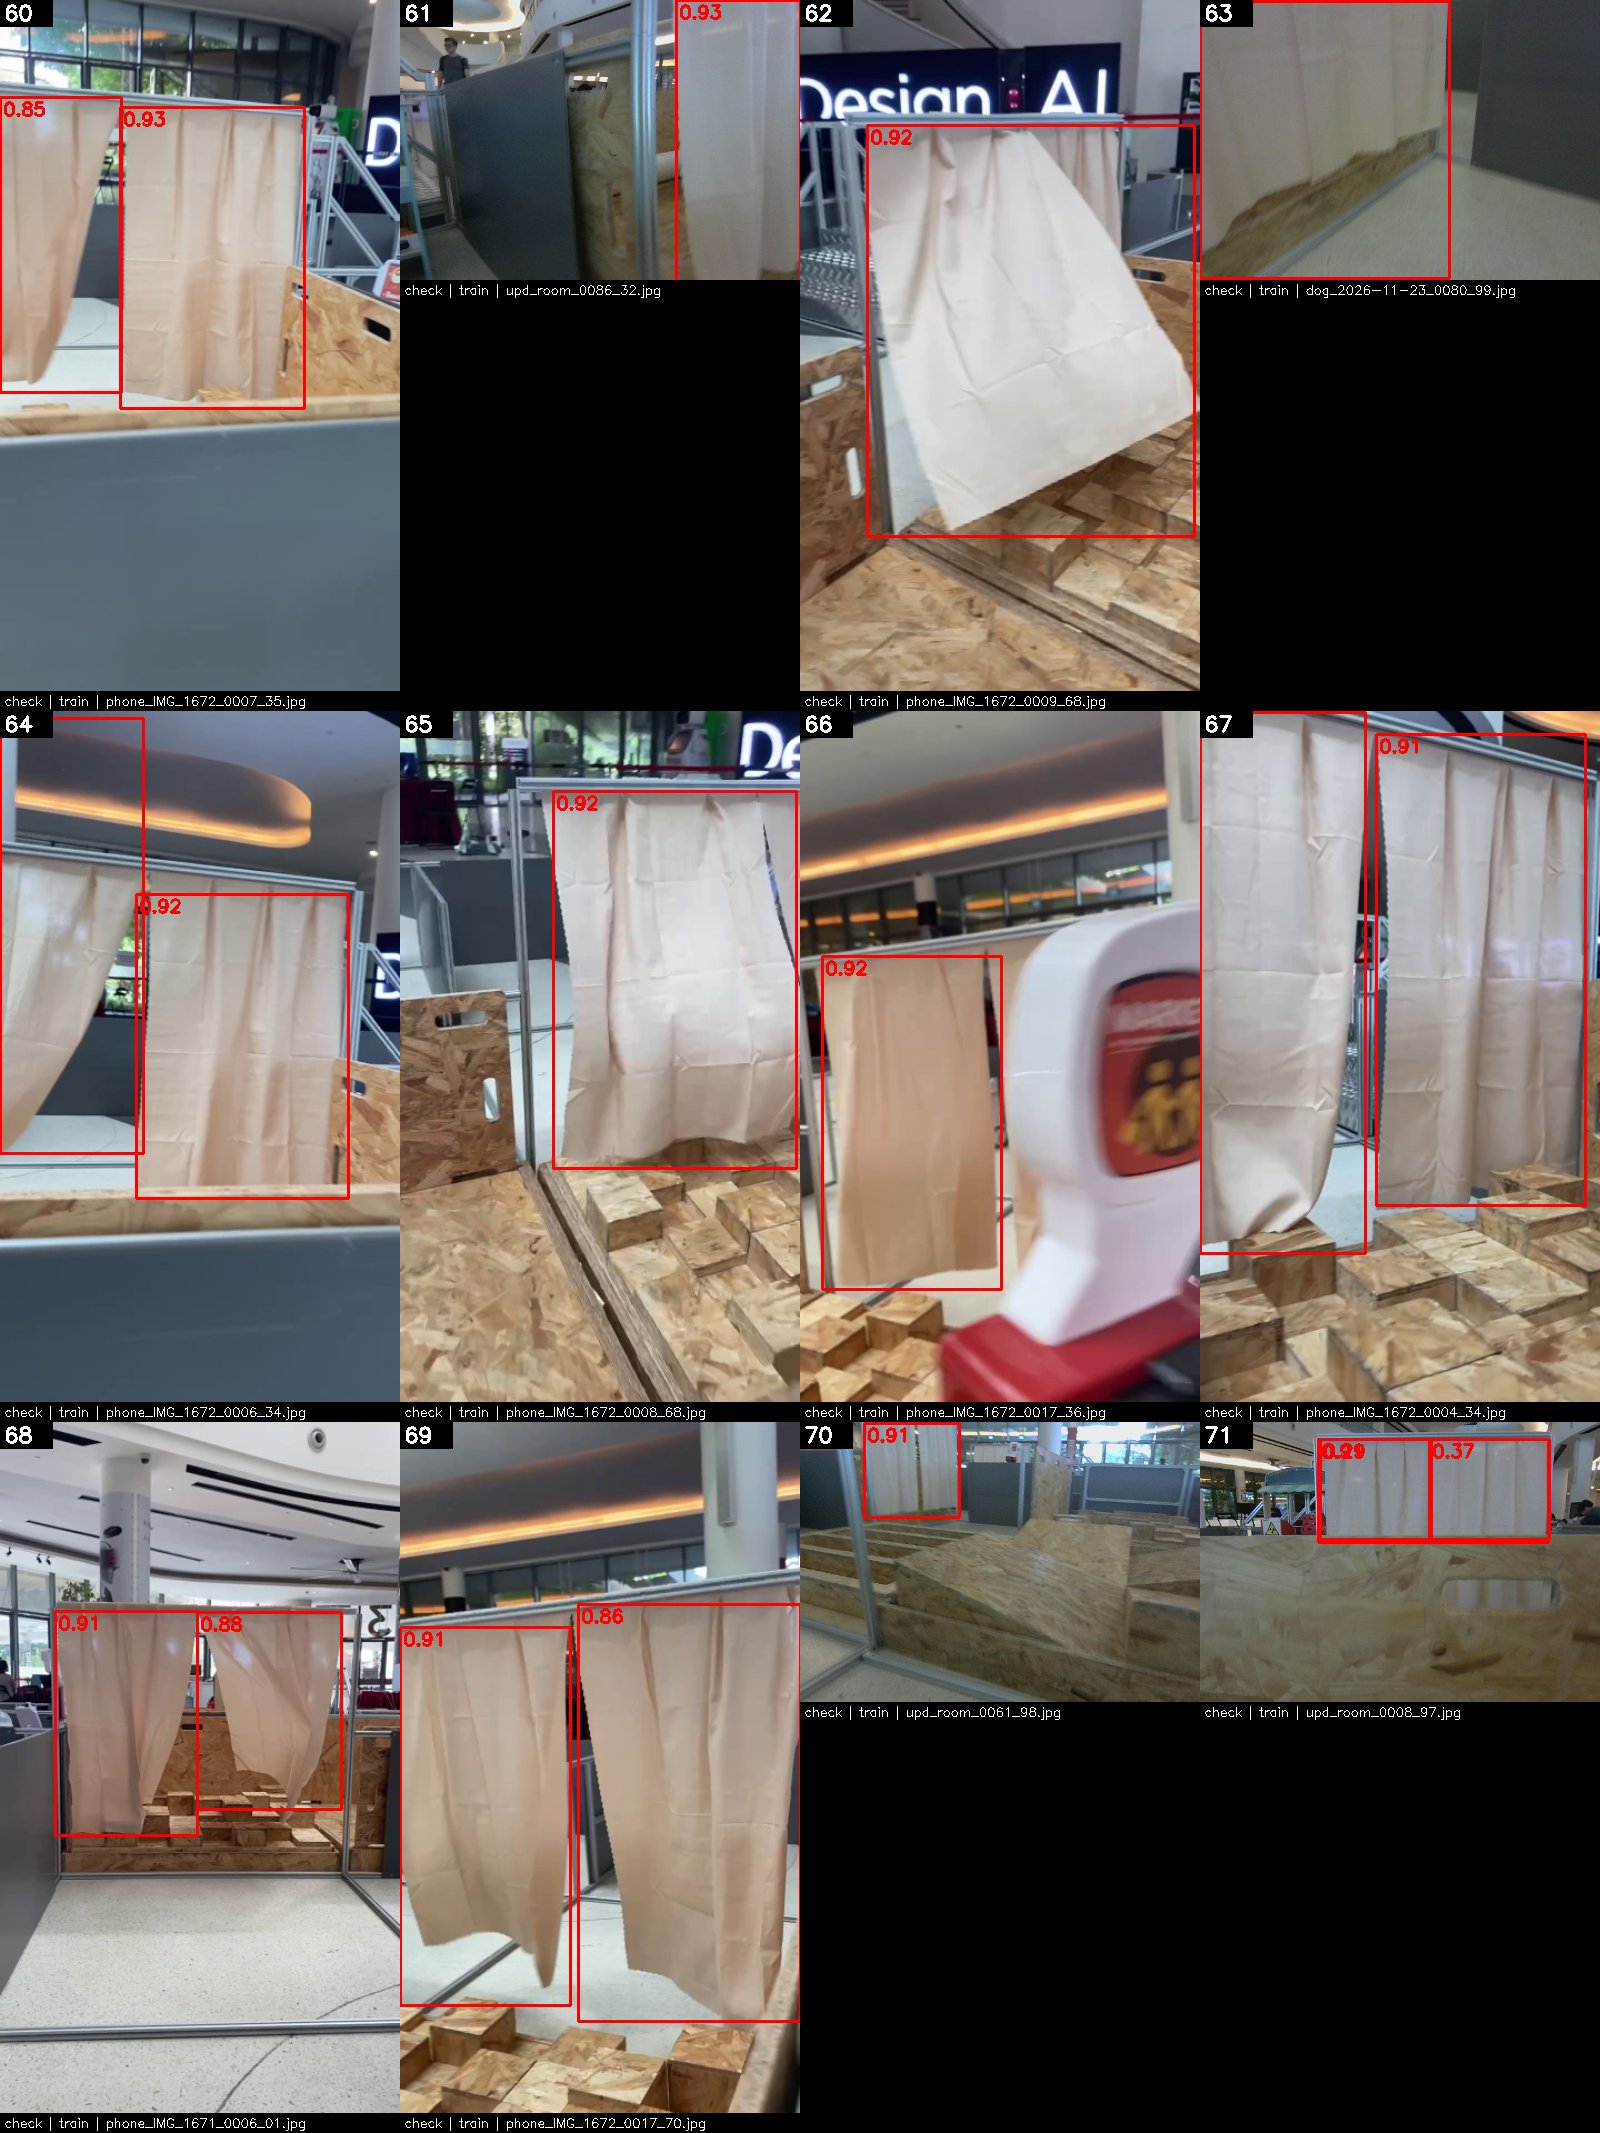 60
61
62
63
0.85
0.93
D
0.93
Design AI
0.92
check | train | upd_room_0086_32.jpg
check | train | dog_2026-11-23_0080_99.jpg
check | train | phone_IMG_1672_0007_35.jpg
check | train | phone_IMG_1672_0009_68.jpg
64
65
66
67
0.92
De
0.92
0.92
0.91
check | train | phone_IMG_1672_0006_34.jpg
check | train | phone_IMG_1672_0008_68.jpg
check | train | phone_IMG_1672_0017_36.jpg
check | train | phone_IMG_1672_0004_34.jpg
68
69
70
71
0.91
0.88
0.91
0.86
0.91
0.37
check | train | upd_room_0061_98.jpg
check | train | upd_room_0008_97.jpg
check | train | phone_IMG_1671_0006_01.jpg
check | train | phone_IMG_1672_0017_70.jpg